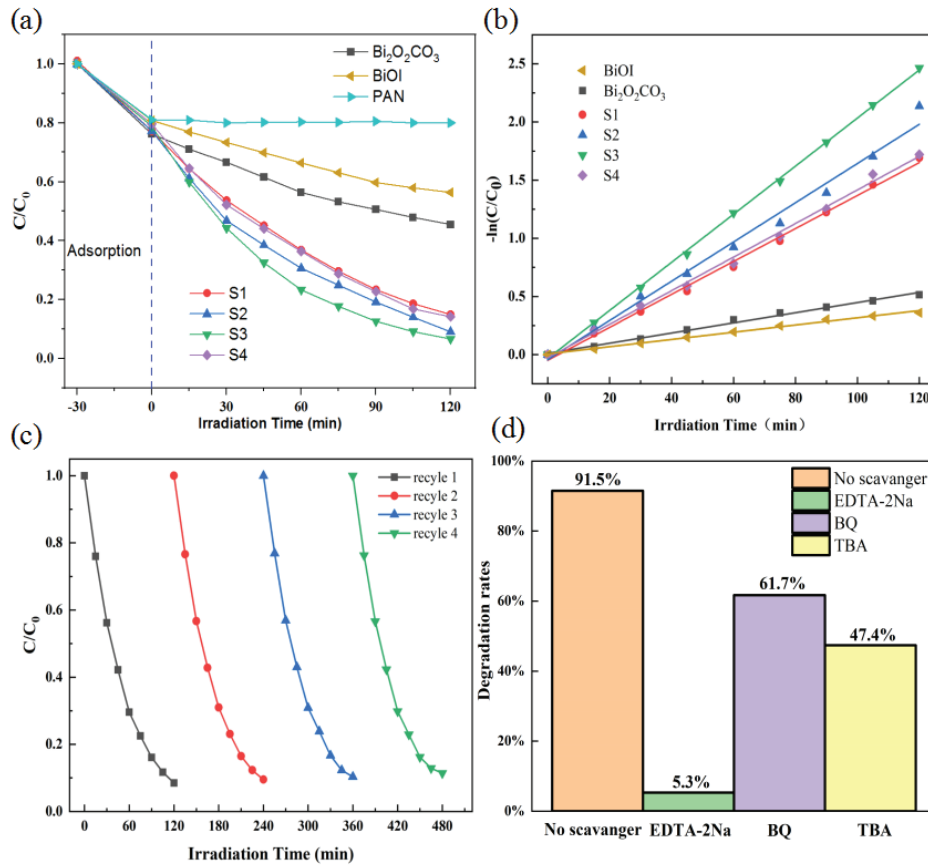 (a)
C/C₀
1.0
0.8
0.6
0.4
0.2
0.0
Adsorption
Bi₂O₂CO₃
BiOI
PAN
S1
S2
S3
S4
-30 0 30 60 90 120
Irradiation Time (min)
(b)
-ln(C/C₀)
2.5
2.0
1.5
1.0
0.5
0.0
BiOI
Bi₂O₂CO₃
S1
S2
S3
S4
0 20 40 60 80 100 120
Irrdiation Time（min）
(c)
C/C₀
1.0
0.8
0.6
0.4
0.2
0.0
recyle 1
recyle 2
recyle 3
recyle 4
0 60 120 180 240 300 360 420 480
Irradiation Time (min)
(d)
Degradation rates
100%
80%
60%
40%
20%
0%
No scavanger
EDTA-2Na
BQ
TBA
91.5%
5.3%
61.7%
47.4%
No scavanger EDTA-2Na BQ TBA